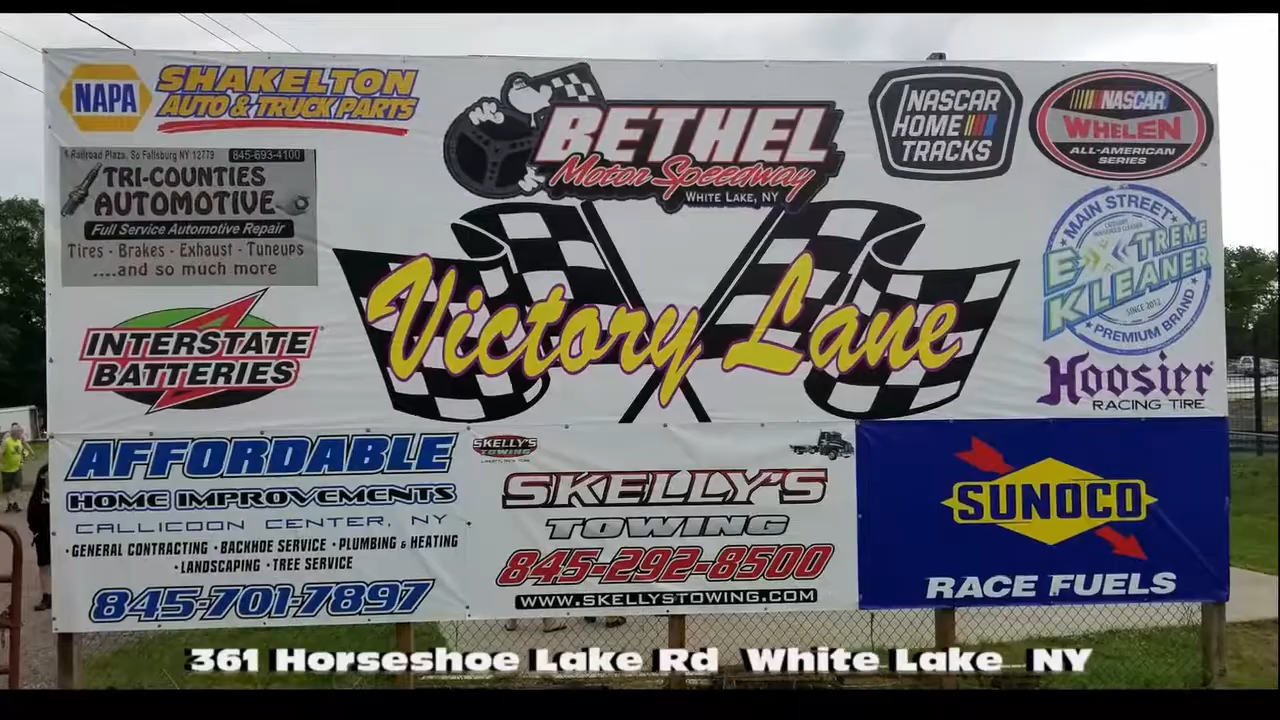 NAPA
SHAKELTON
AUTO & TRUCK PARTS
BETHEL
Motor Speedway
WHITE LAKE, NY
NASCAR
HOME
TRACKS
NASCAR
WHELEN
ALL-AMERICAN
SERIES
Railroad Plaza, So Fallsburg NY 12779 845-693-4100
TRI-COUNTIES
AUTOMOTIVE
Full Service Automotive Repair
Tires - Brakes - Exhaust - Tuneups
....and so much more
Victory Lane
MAIN STREET
E TREME
KLEANER
SINCE 2012
PREMIUM BRAND
INTERSTATE
BATTERIES
Hoosier
RACING TIRE
AFFORDABLE
HOME IMPROVEMENTS
CALLICOON CENTER, NY
· GENERAL CONTRACTING · BACKHOE SERVICE · PLUMBING & HEATING
· LANDSCAPING · TREE SERVICE
845-701-7897
SKELLY'S
TOWING
SKELLY'S
TOWING
845-292-8500
WWW.SKELLYSTOWING.COM
SUNOCO
RACE FUELS
361 Horseshoe Lake Rd White Lake NY